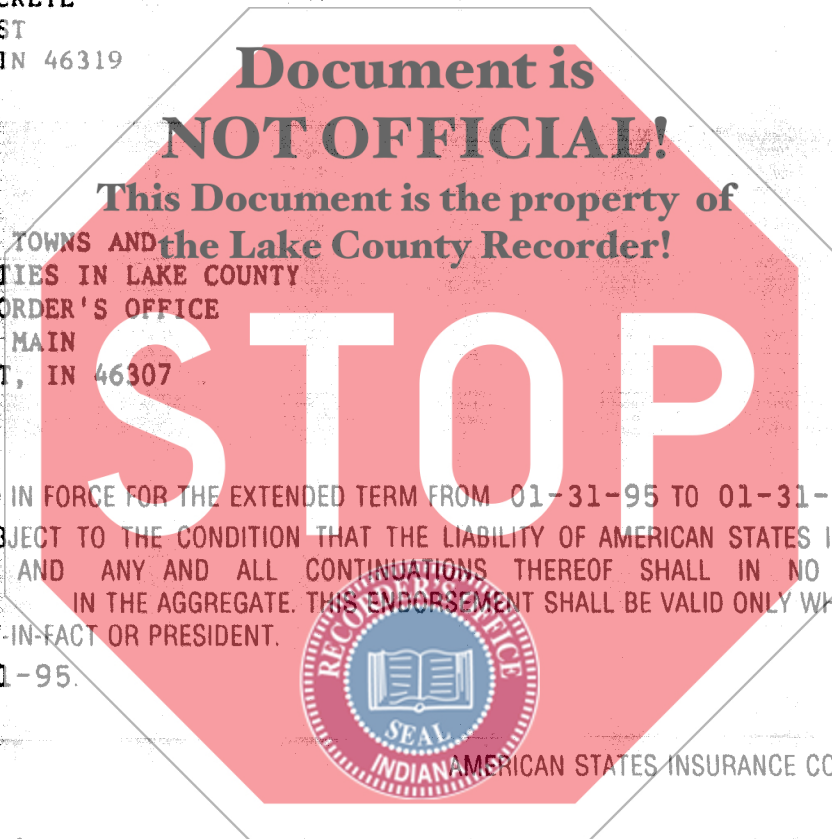 CRETE
ST
IN 46319
Document is
NOT OFFICIAL!
This Document is the property of
the Lake County Recorder!
TOWNS AND
TIES IN LAKE COUNTY
ORDER'S OFFICE
MAIN
T, IN 46307
STOP
IN FORCE FOR THE EXTENDED TERM FROM 01-31-95 TO 01-31-
BJECT TO THE CONDITION THAT THE LIABILITY OF AMERICAN STATES I
AND ANY AND ALL CONTINUATIONS THEREOF SHALL IN NO
IN THE AGGREGATE. THIS ENDORSEMENT SHALL BE VALID ONLY WH
-IN-FACT OR PRESIDENT.
1-95.
RECORDER'S OFFICE
SEAL
INDIANA
AMERICAN STATES INSURANCE CO